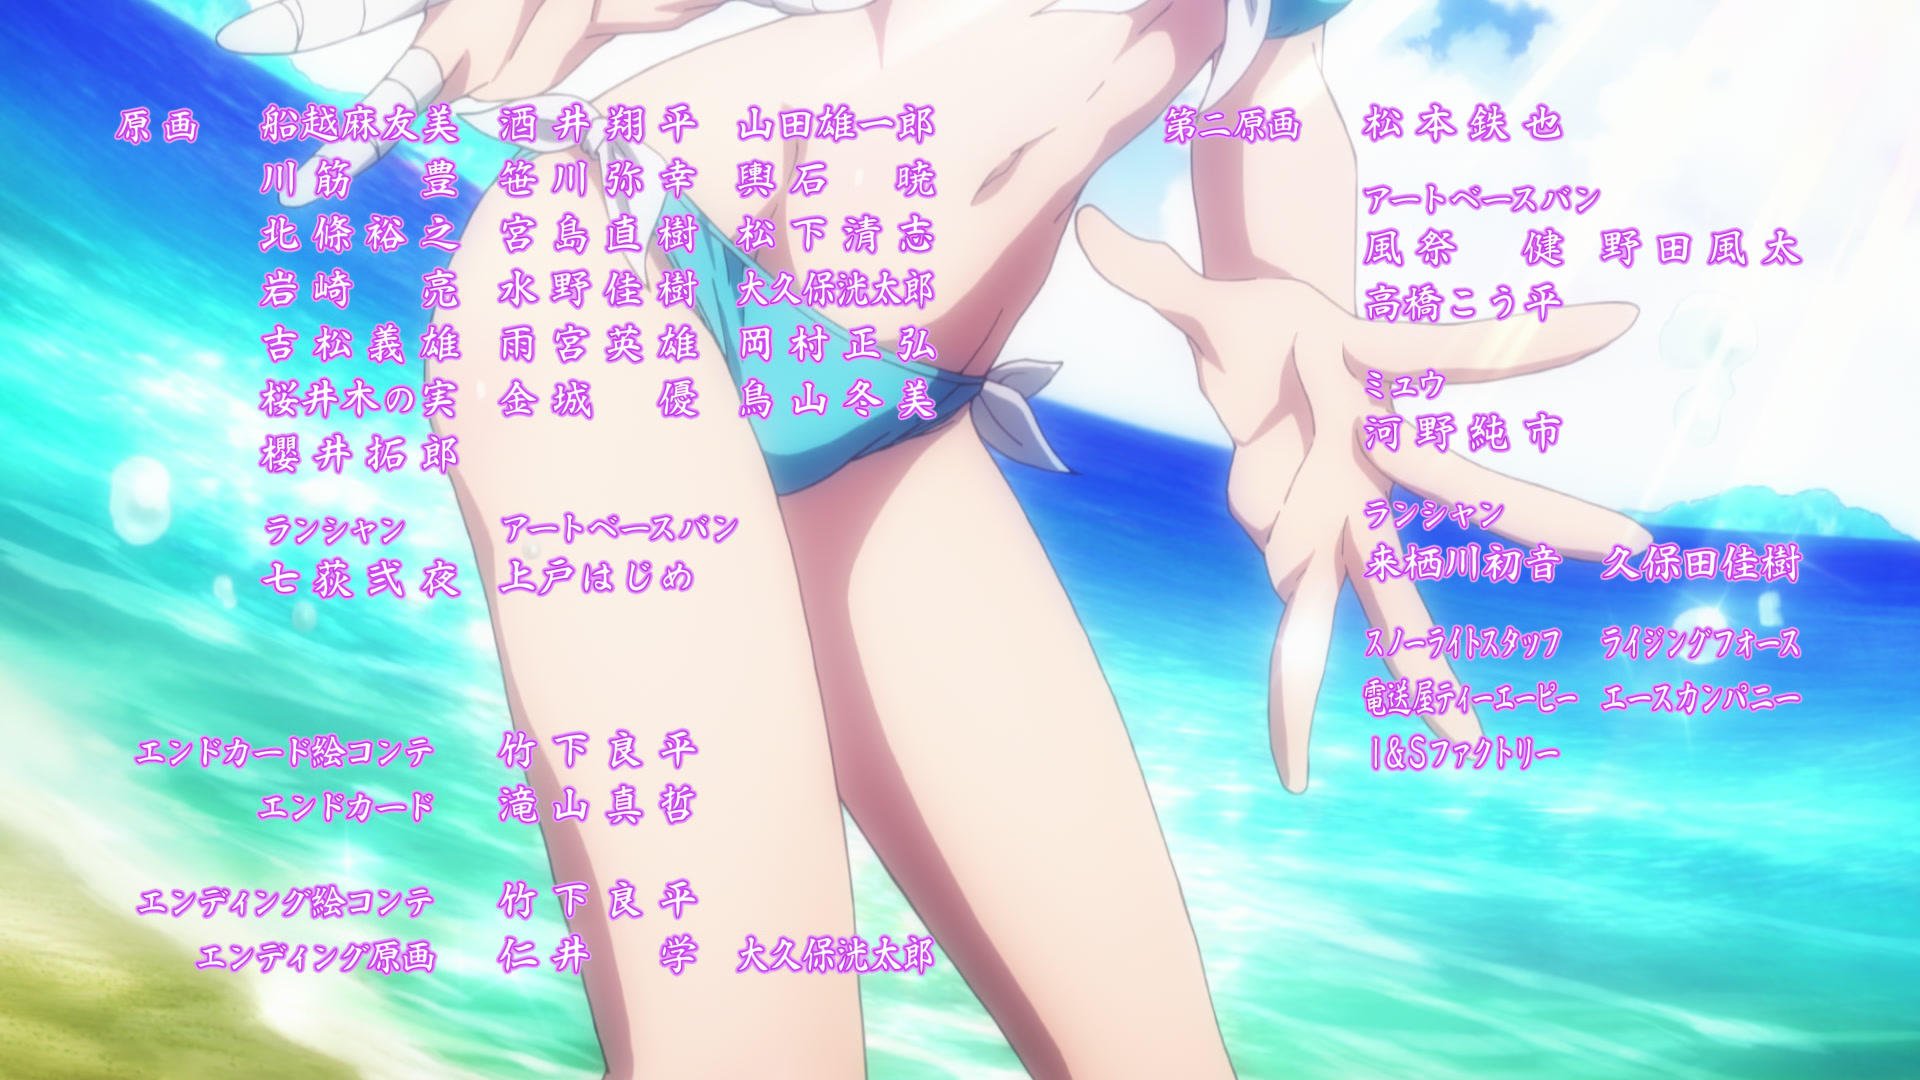 原画 船越麻友美 酒井翔平 山田雄一郎
川筋 豊 笹川弥幸 輿石 暁
北條裕之 宮島直樹 松下清志
岩崎 亮 水野佳樹 大久保洸太郎
吉松義雄 雨宮英雄 岡村正弘
桜井木の実 金城 優 鳥山冬美
櫻井拓郎
ランシャン アートベースバン
七荻弐夜 上戸はじめ
エンドカード絵コンテ 竹下良平
エンドカード 滝山真哲
エンディング絵コンテ 竹下良平
エンディング原画 仁井 学 大久保洸太郎
第二原画 松本鉄也
アートベースバン
風祭 健 野田風太
高橋こう平
ミュウ
河野純市
ランシャン
来栖川初音 久保田佳樹
スノーライトスタッフ ライジングフォース
電送屋ティーエーピー エースカンパニー
I&Sファクトリー